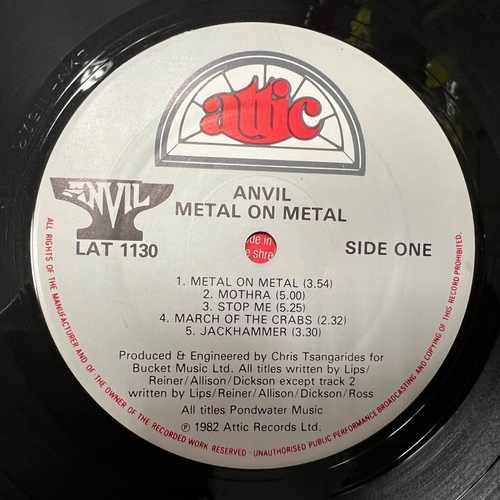 attic
ANVIL
ANVIL
METAL ON METAL
LAT 1130
SIDE ONE
de in
e shre
1. METAL ON METAL (3.54)
2. MOTHRA (5.00)
3. STOP ME (5.25)
4. MARCH OF THE CRABS (2.32)
5. JACKHAMMER (3.30)
Produced & Engineered by Chris Tsangarides for
Bucket Music Ltd. All titles written by Lips/
Reiner/Allison/Dickson except track 2
written by Lips/Reiner/Allison/Dickson/Ross
All titles Pondwater Music
℗ 1982 Attic Records Ltd.
ALL RIGHTS OF THE MANUFACTURER AND OF THE OWNER OF THE RECORDED WORK RESERVED - UNAUTHORISED PUBLIC PERFORMANCE BROADCASTING AND COPYING OF THIS RECORD PROHIBITED.